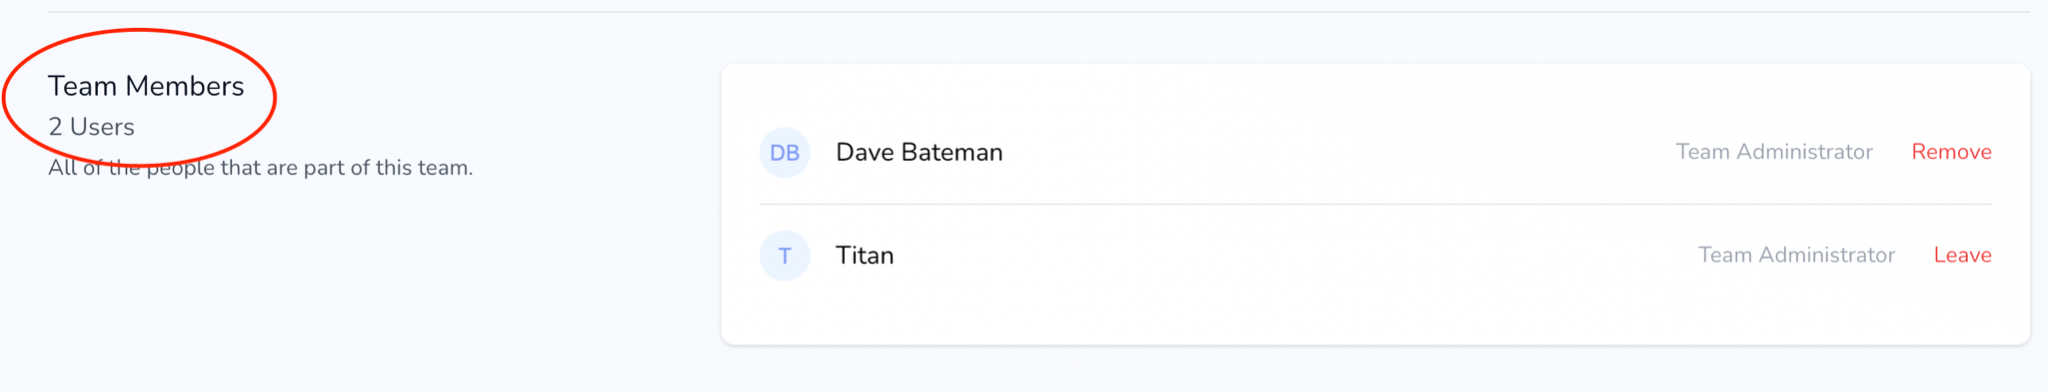 Team Members
2 Users
All of the people that are part of this team.
DB Dave Bateman Team Administrator Remove
T Titan Team Administrator Leave